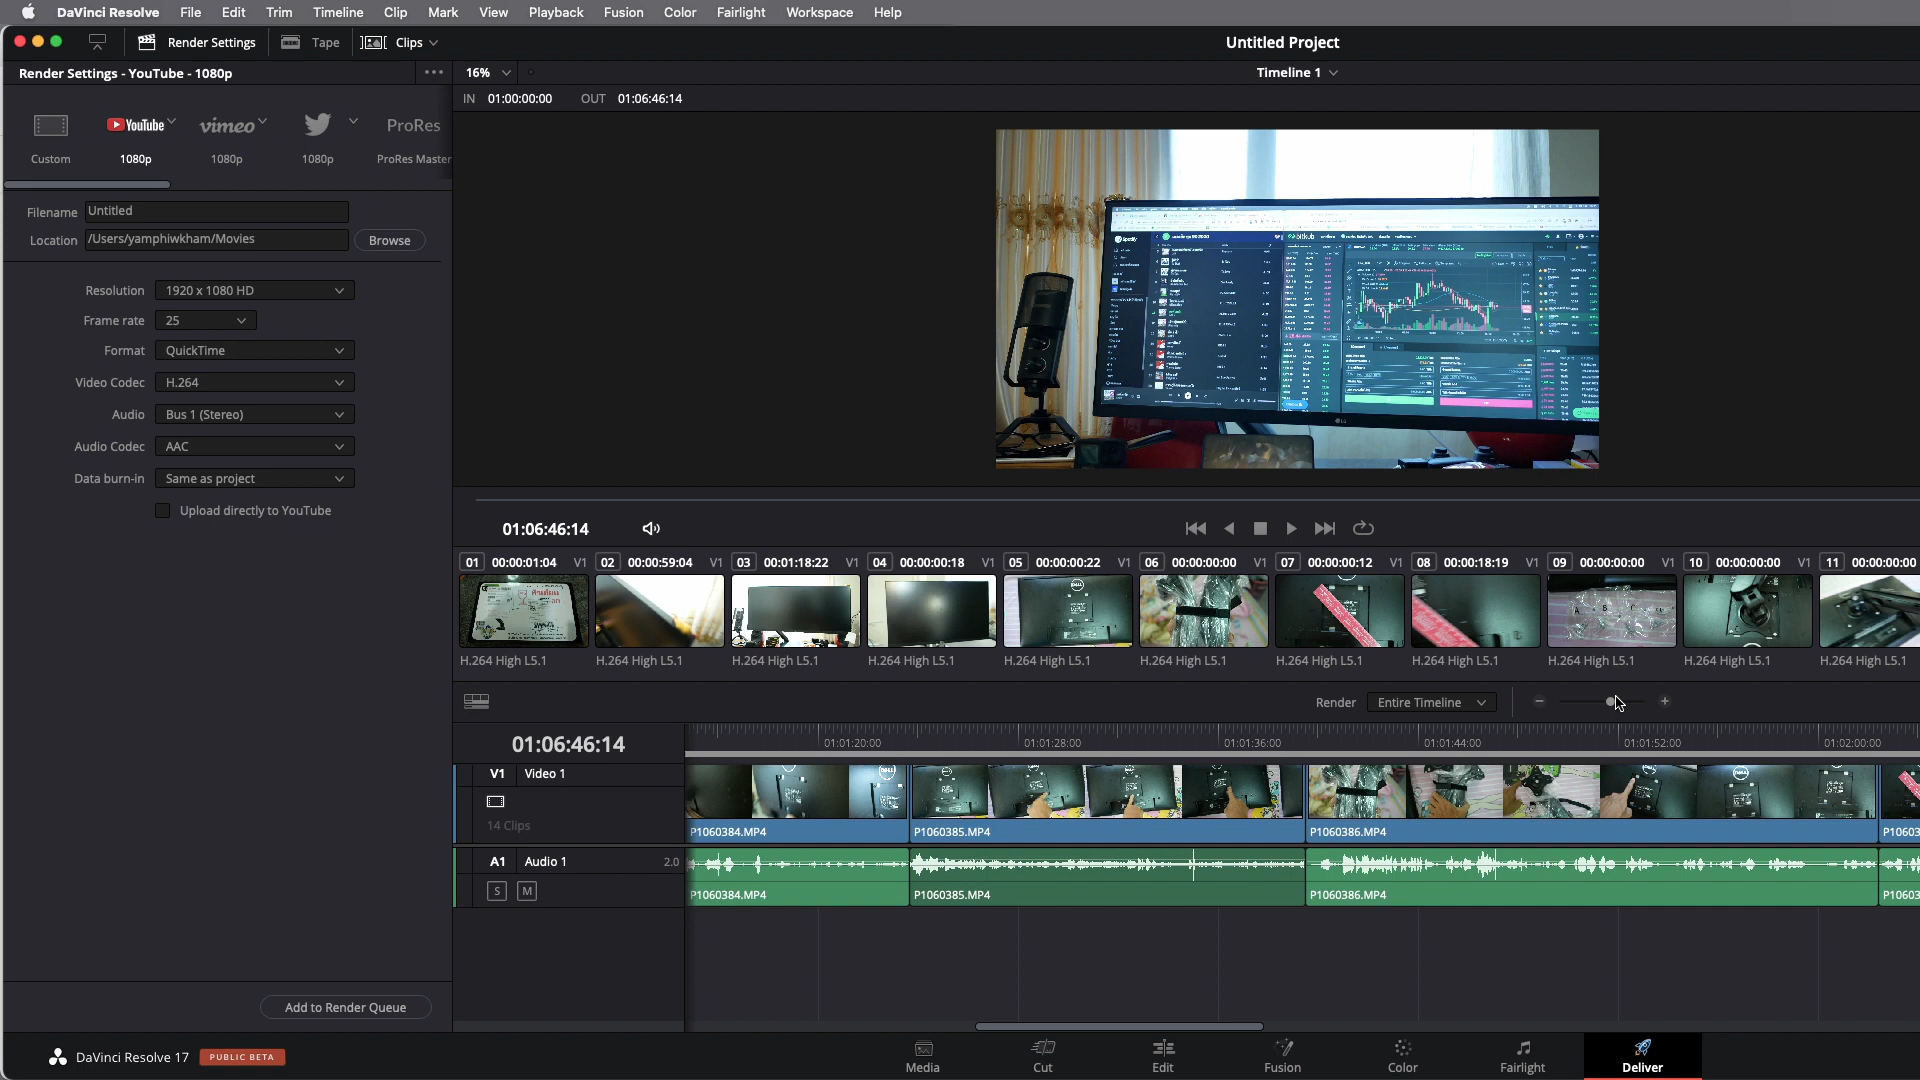 DaVinci Resolve File Edit Trim Timeline Clip Mark View Playback Fusion Color Fairlight Workspace Help
Render Settings Tape Clips Untitled Project
Render Settings - YouTube - 1080p ••• 16% Timeline 1
IN 01:00:00:00 OUT 01:06:46:14
YouTube vimeo ProRes
Custom 1080p 1080p 1080p ProRes Master
Filename Untitled
Location /Users/yamphiwkham/Movies Browse
Resolution 1920 x 1080 HD
Frame rate 25
Format QuickTime
Video Codec H.264
Audio Bus 1 (Stereo)
Audio Codec AAC
Data burn-in Same as project
Upload directly to YouTube
Spotify
bitkub
LG
01:06:46:14
01 00:00:01:04 V1 02 00:00:59:04 V1 03 00:01:18:22 V1 04 00:00:00:18 V1 05 00:00:00:22 V1 06 00:00:00:00 V1 07 00:00:00:12 V1 08 00:00:18:19 V1 09 00:00:00:00 V1 10 00:00:00:00 V1 11 00:00:00:00
H.264 High L5.1 H.264 High L5.1 H.264 High L5.1 H.264 High L5.1 H.264 High L5.1 H.264 High L5.1 H.264 High L5.1 H.264 High L5.1 H.264 High L5.1 H.264 High L5.1 H.264 High L5.1
Render Entire Timeline
01:06:46:14 01:01:20:00 01:01:28:00 01:01:36:00 01:01:44:00 01:01:52:00 01:02:00:00
V1 Video 1
14 Clips
P1060384.MP4 P1060385.MP4 P1060386.MP4 P10603
A1 Audio 1 2.0
S M P1060384.MP4 P1060385.MP4 P1060386.MP4 P10603
Add to Render Queue
DaVinci Resolve 17 PUBLIC BETA
Media Cut Edit Fusion Color Fairlight Deliver